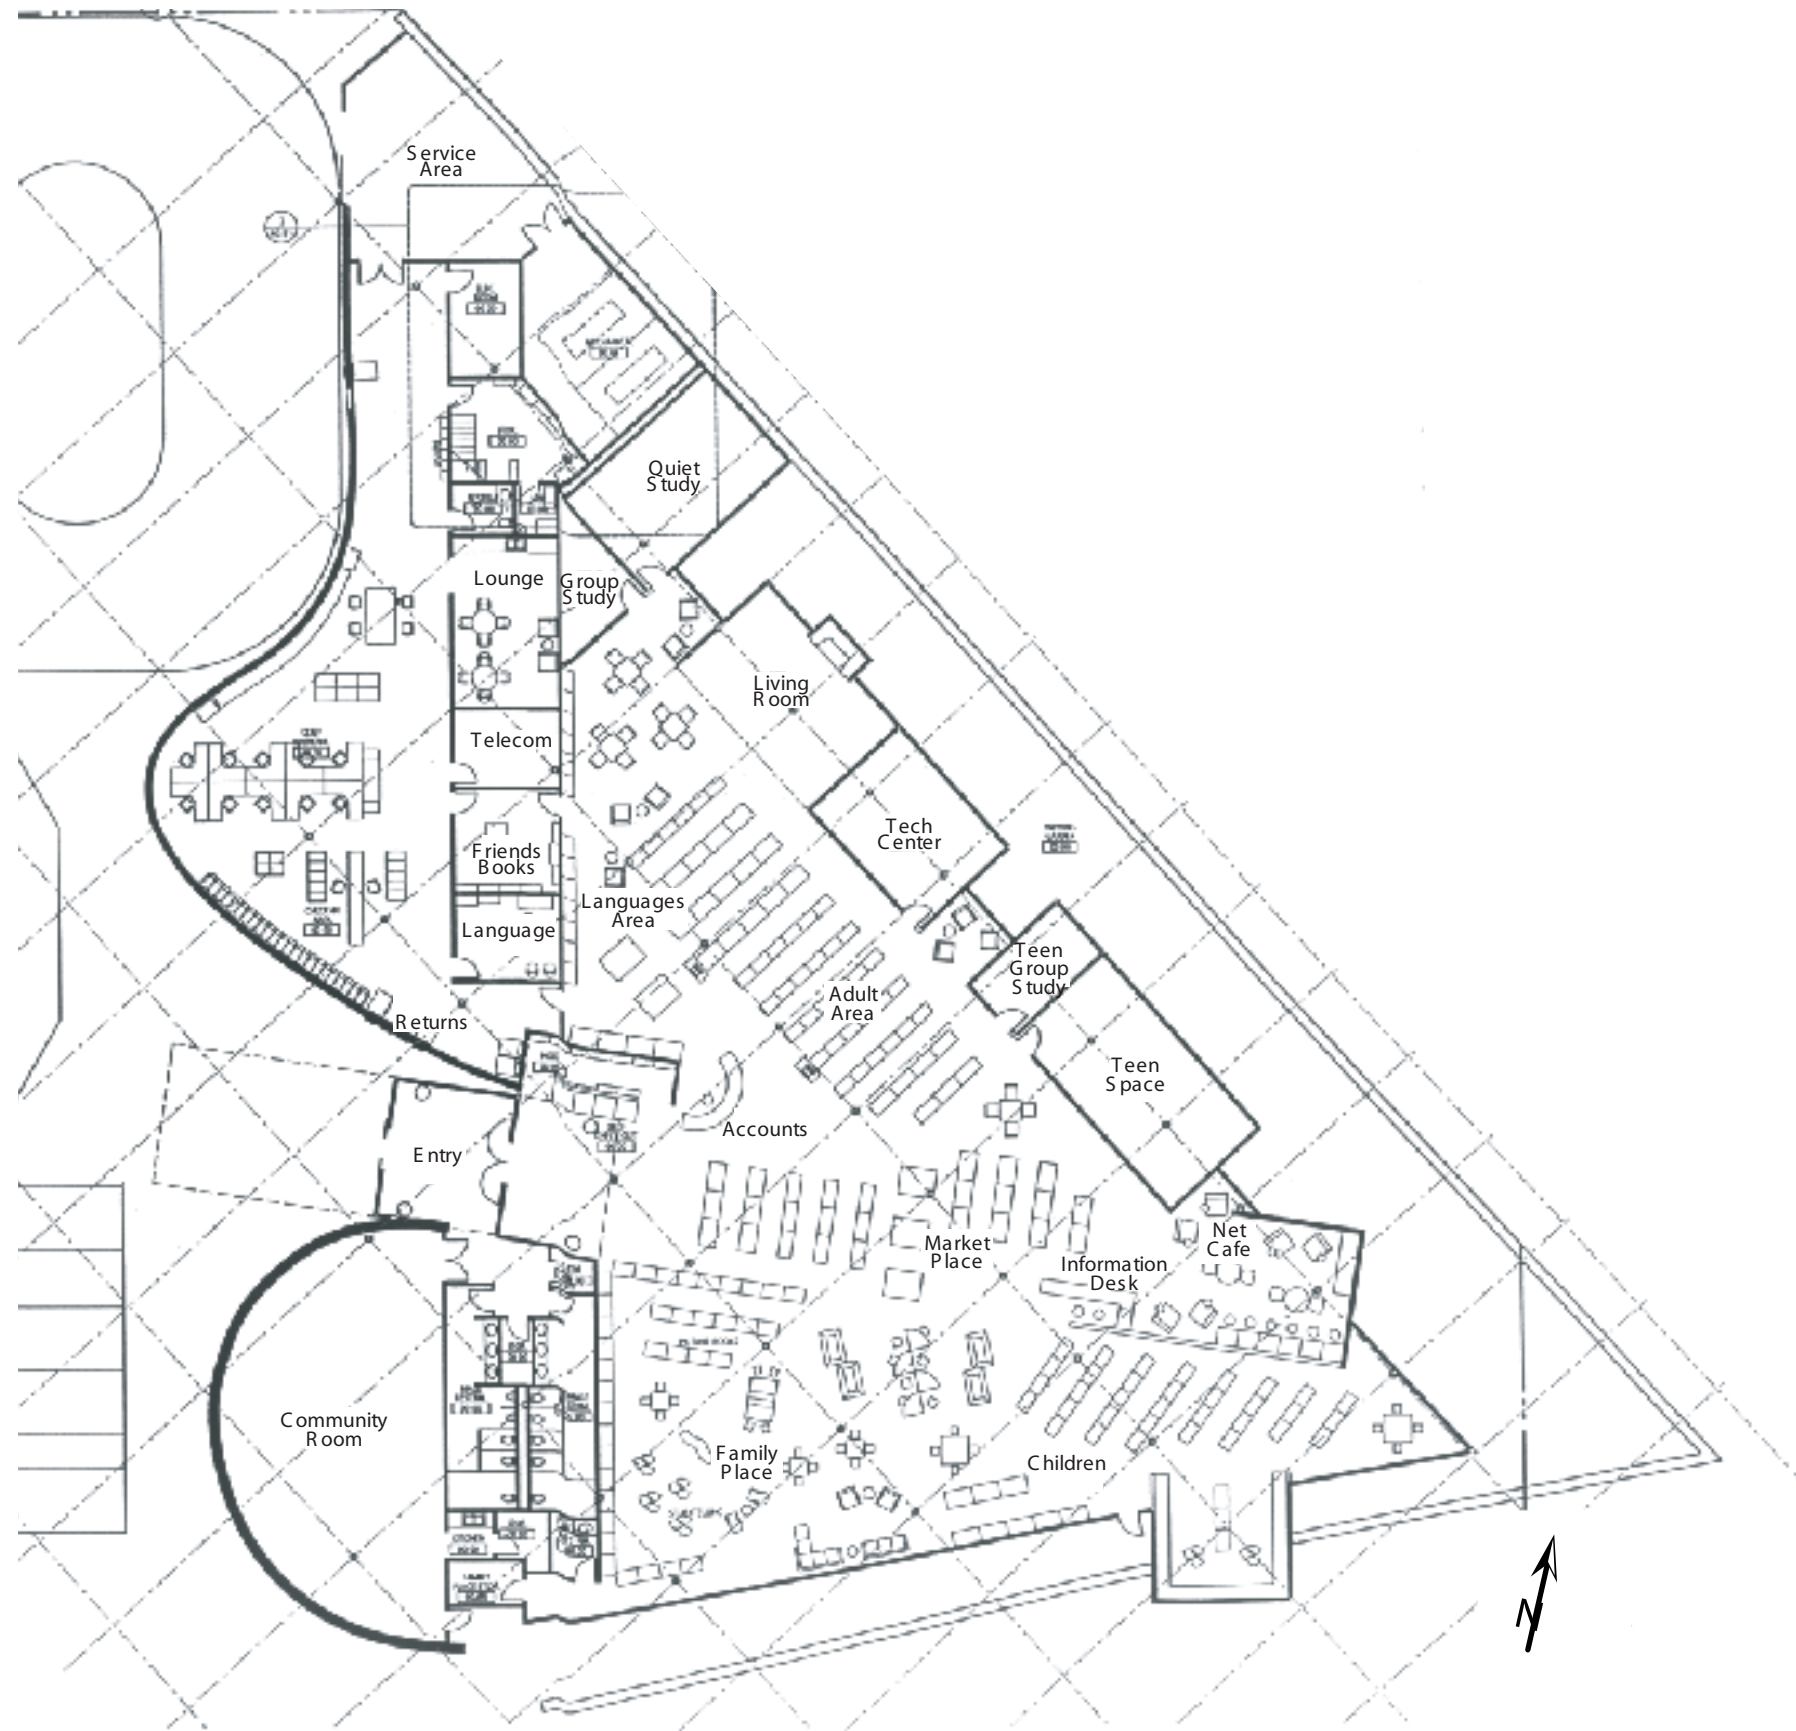 Service
Area
Quiet
Study
Lounge
Group
Study
Living
Room
Telecom
Tech
Center
Friends
Books
Languages
Area
Language
Teen
Group
Study
Adult
Area
Returns
Teen
Space
Accounts
Entry
Net
Cafe
Market
Place
Information
Desk
Community
Room
Family
Place
Children
N